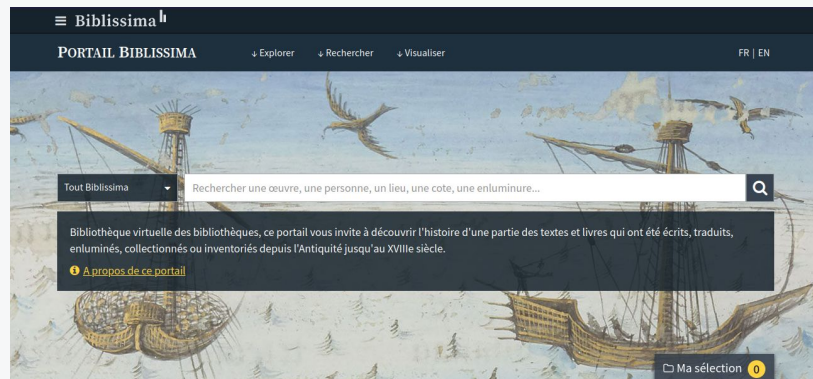 Biblissima
PORTAIL BIBLISSIMA
Explorer
Rechercher
Visualiser
FR | EN
Tout Biblissima
Rechercher une œuvre, une personne, un lieu, une cote, une enluminure...
Bibliothèque virtuelle des bibliothèques, ce portail vous invite à découvrir l'histoire d'une partie des textes et livres qui ont été écrits, traduits,
enluminés, collectionnés ou inventoriés depuis l'Antiquité jusqu'au XVIIIe siècle.
A propos de ce portail
Ma sélection 0